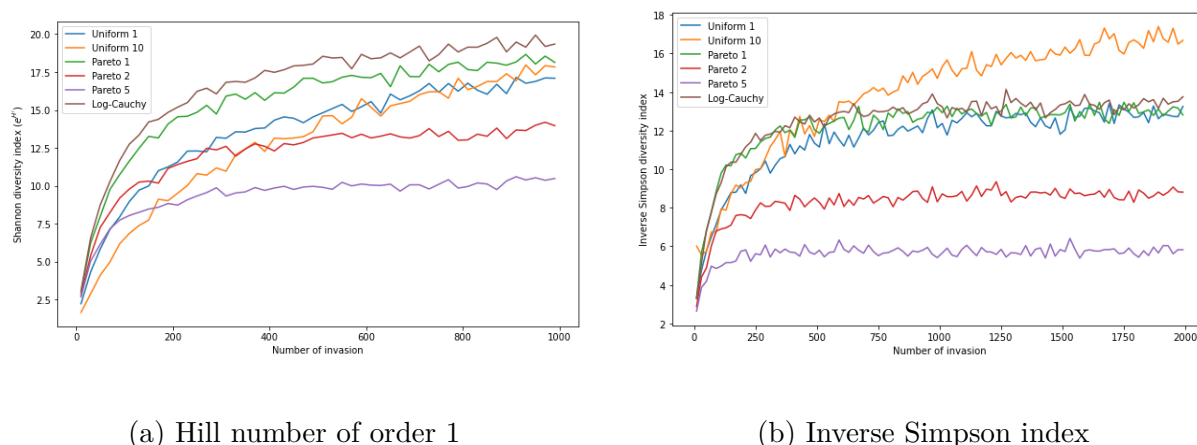 20.0
17.5
15.0
12.5
10.0
7.5
5.0
2.5
Shannon diversity index (e^H)
Uniform 1
Uniform 10
Pareto 1
Pareto 2
Pareto 5
Log-Cauchy
0 200 400 600 800 1000
Number of invasion
(a) Hill number of order 1
18
16
14
12
10
8
6
4
2
Inverse Simpson diversity index
Uniform 1
Uniform 10
Pareto 1
Pareto 2
Pareto 5
Log-Cauchy
0 250 500 750 1000 1250 1500 1750 2000
Number of invasion
(b) Inverse Simpson index